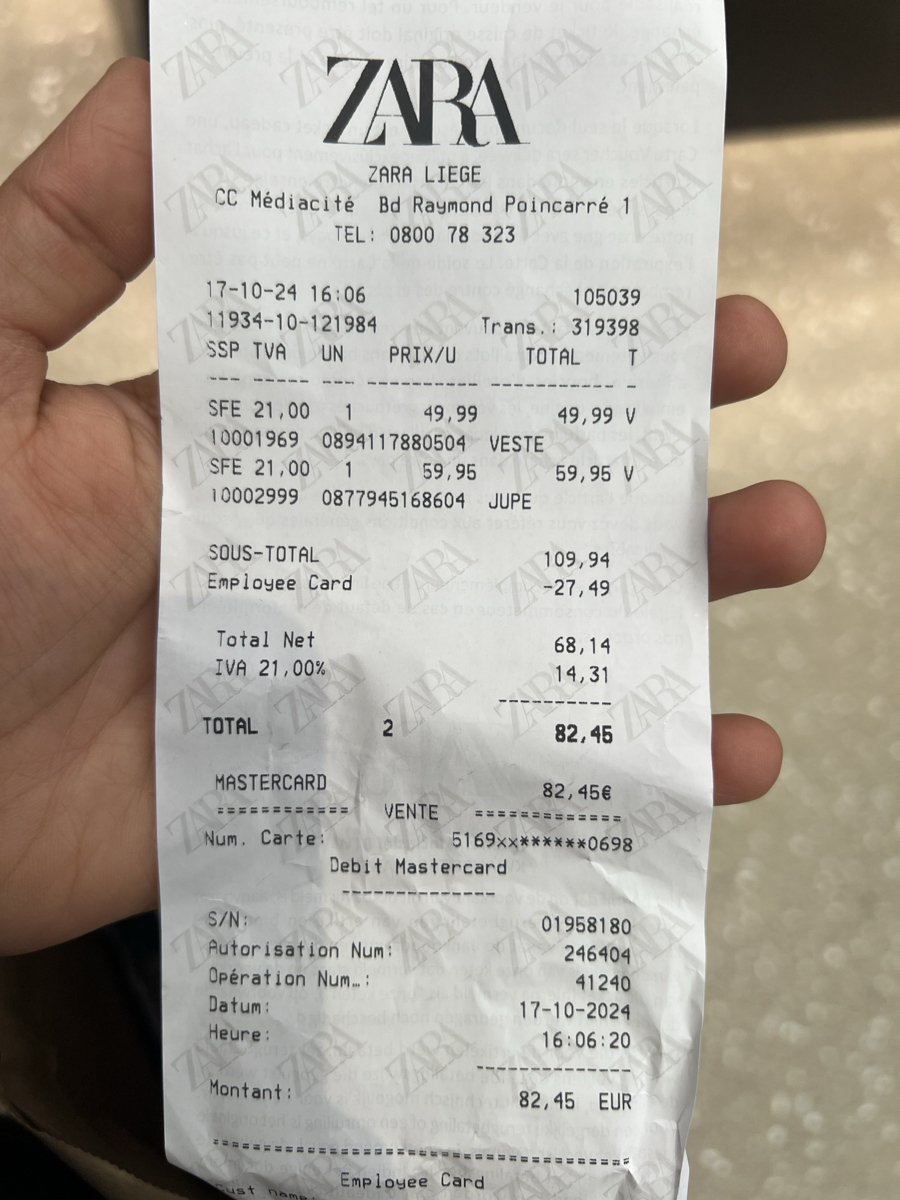 ZARA
ZARA LIEGE
CC Médiacité Bd Raymond Poincarré 1
TEL: 0800 78 323
17-10-24 16:06 105039
11934-10-121984 Trans.: 319398
SSP TVA UN PRIX/U TOTAL T
--- ----- ---- ---------- ----------- -
SFE 21,00 1 49,99 49,99 V
10001969 0894117880504 VESTE
SFE 21,00 1 59,95 59,95 V
10002999 0877945168604 JUPE
SOUS-TOTAL 109,94
Employee Card -27,49
Total Net 68,14
IVA 21,00% 14,31
----------
TOTAL 2 82,45
MASTERCARD 82,45€
============ VENTE =============
Num. Carte: 5169xx******0698
Debit Mastercard
-------------
S/N: 01958180
Autorisation Num: 246404
Opération Num…: 41240
Datum: 17-10-2024
Heure: 16:06:20
--------------
Montant: 82,45 EUR
======================================
Employee Card
Cust name: